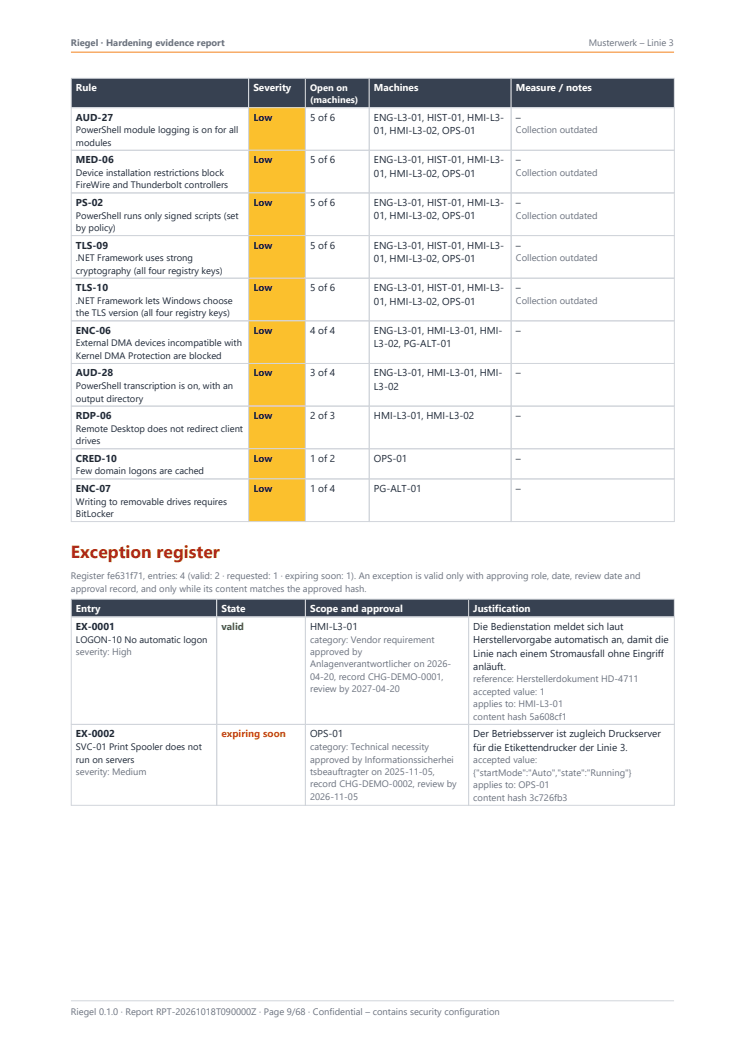 Riegel · Hardening evidence report
Musterwerk – Linie 3
Rule
Severity
Open on
(machines)
Machines
Measure / notes
AUD-27
PowerShell module logging is on for all
modules
Low
5 of 6
ENG-L3-01, HIST-01, HMI-L3-
01, HMI-L3-02, OPS-01
–
Collection outdated
MED-06
Device installation restrictions block
FireWire and Thunderbolt controllers
Low
5 of 6
ENG-L3-01, HIST-01, HMI-L3-
01, HMI-L3-02, OPS-01
–
Collection outdated
PS-02
PowerShell runs only signed scripts (set
by policy)
Low
5 of 6
ENG-L3-01, HIST-01, HMI-L3-
01, HMI-L3-02, OPS-01
–
Collection outdated
TLS-09
.NET Framework uses strong
cryptography (all four registry keys)
Low
5 of 6
ENG-L3-01, HIST-01, HMI-L3-
01, HMI-L3-02, OPS-01
–
Collection outdated
TLS-10
.NET Framework lets Windows choose
the TLS version (all four registry keys)
Low
5 of 6
ENG-L3-01, HIST-01, HMI-L3-
01, HMI-L3-02, OPS-01
–
Collection outdated
ENC-06
External DMA devices incompatible with
Kernel DMA Protection are blocked
Low
4 of 4
ENG-L3-01, HMI-L3-01, HMI-
L3-02, PG-ALT-01
–
AUD-28
PowerShell transcription is on, with an
output directory
Low
3 of 4
ENG-L3-01, HMI-L3-01, HMI-
L3-02
–
RDP-06
Remote Desktop does not redirect client
drives
Low
2 of 3
HMI-L3-01, HMI-L3-02
–
CRED-10
Few domain logons are cached
Low
1 of 2
OPS-01
–
ENC-07
Writing to removable drives requires
BitLocker
Low
1 of 4
PG-ALT-01
–
Exception register
Register fe631f71, entries: 4 (valid: 2 · requested: 1 · expiring soon: 1). An exception is valid only with approving role, date, review date and
approval record, and only while its content matches the approved hash.
Entry
State
Scope and approval
Justification
EX-0001
LOGON-10 No automatic logon
severity: High
valid
HMI-L3-01
category: Vendor requirement
approved by
Anlagenverantwortlicher on 2026-
04-20, record CHG-DEMO-0001,
review by 2027-04-20
Die Bedienstation meldet sich laut
Herstellervorgabe automatisch an, damit die
Linie nach einem Stromausfall ohne Eingriff
anläuft.
reference: Herstellerdokument HD-4711
accepted value: 1
applies to: HMI-L3-01
content hash 5a608cf1
EX-0002
SVC-01 Print Spooler does not
run on servers
severity: Medium
expiring soon
OPS-01
category: Technical necessity
approved by Informationssicherhei
tsbeauftragter on 2025-11-05,
record CHG-DEMO-0002, review by
2026-11-05
Der Betriebsserver ist zugleich Druckserver
für die Etikettendrucker der Linie 3.
accepted value:
{"startMode":"Auto","state":"Running"}
applies to: OPS-01
content hash 3c726fb3
Riegel 0.1.0 · Report RPT-20261018T090000Z · Page 9/68 · Confidential – contains security configuration